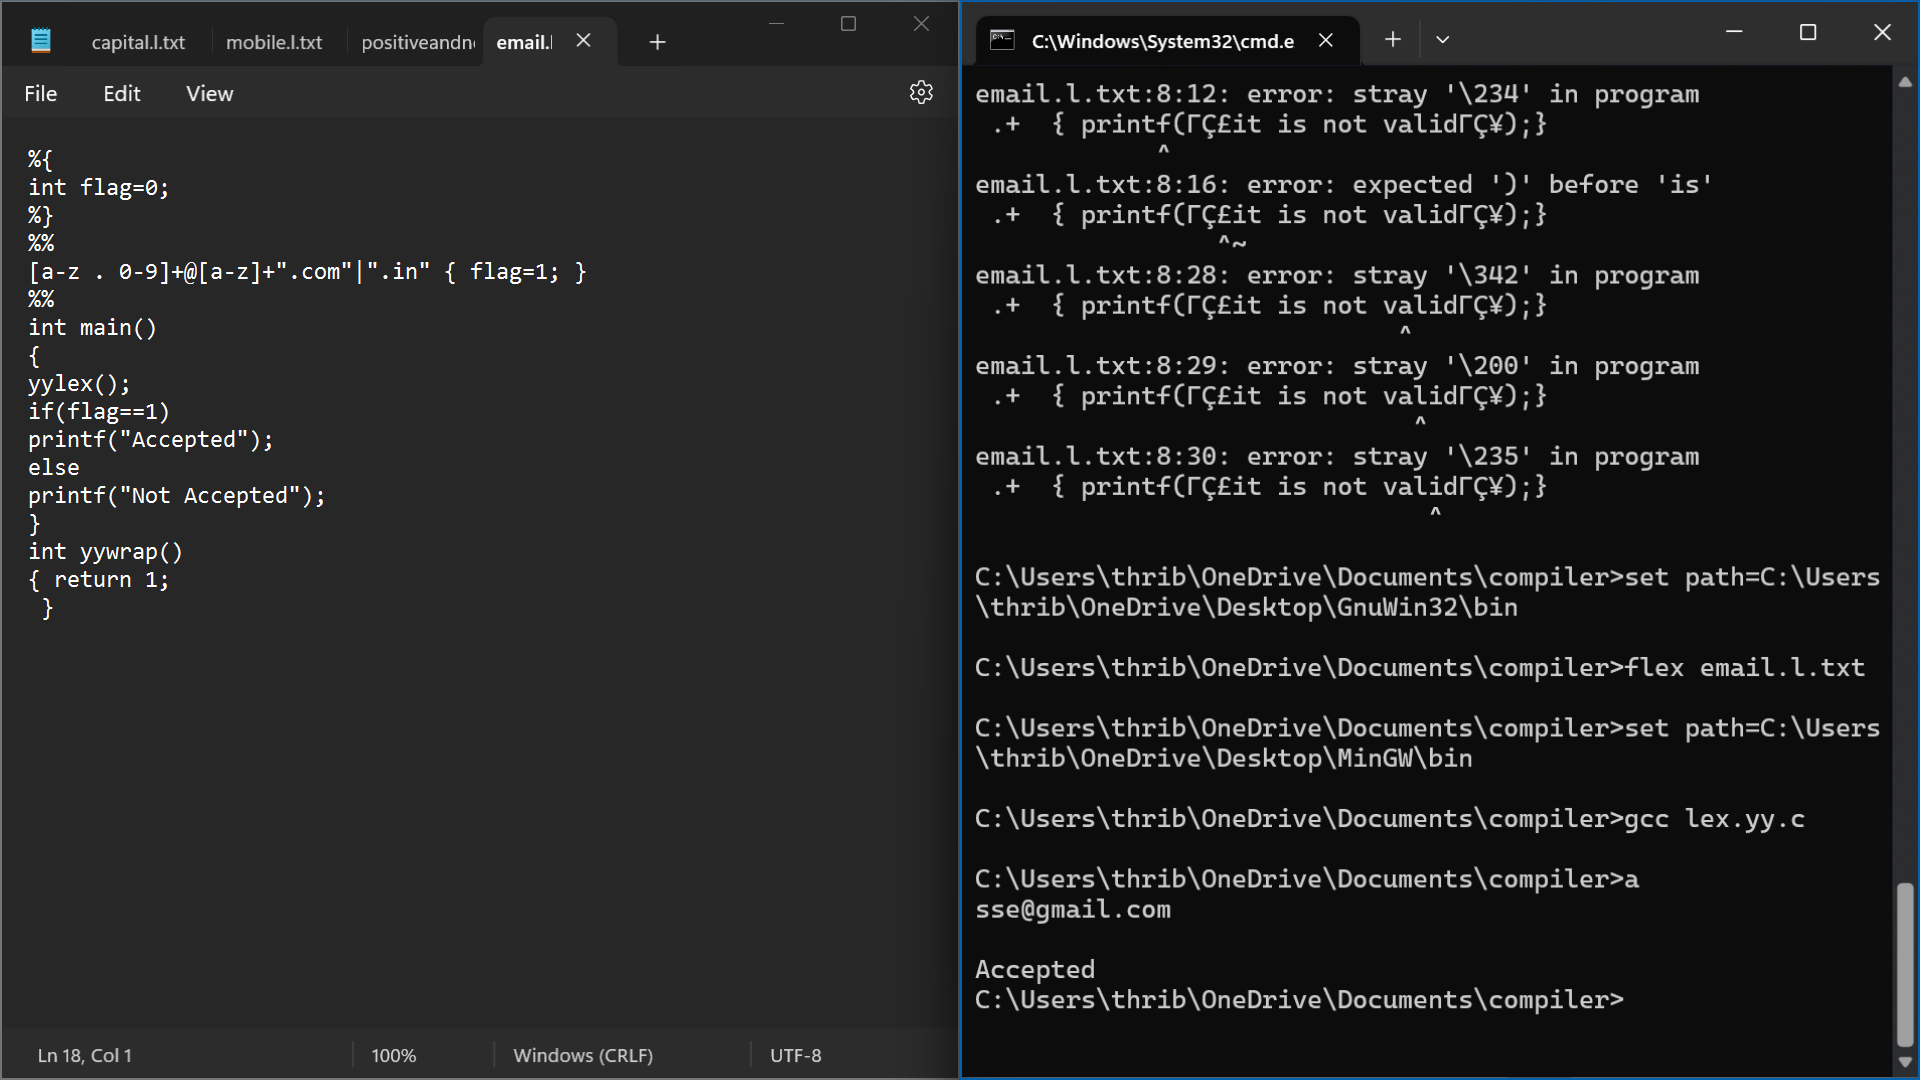 capital.l.txt mobile.l.txt positiveandn email.l
File Edit View
%{
int flag=0;
%}
%%
[a-z . 0-9]+@[a-z]+".com"|".in" { flag=1; }
%%
int main()
{
yylex();
if(flag==1)
printf("Accepted");
else
printf("Not Accepted");
}
int yywrap()
{ return 1;
}
Ln 18, Col 1 100% Windows (CRLF) UTF-8
C:\Windows\System32\cmd.e
email.l.txt:8:12: error: stray '\234' in program
.+ { printf(ΓÇ£it is not validΓÇ¥);}
^
email.l.txt:8:16: error: expected ')' before 'is'
.+ { printf(ΓÇ£it is not validΓÇ¥);}
^~
email.l.txt:8:28: error: stray '\342' in program
.+ { printf(ΓÇ£it is not validΓÇ¥);}
^
email.l.txt:8:29: error: stray '\200' in program
.+ { printf(ΓÇ£it is not validΓÇ¥);}
^
email.l.txt:8:30: error: stray '\235' in program
.+ { printf(ΓÇ£it is not validΓÇ¥);}
^
C:\Users\thrib\OneDrive\Documents\compiler>set path=C:\Users
\thrib\OneDrive\Desktop\GnuWin32\bin
C:\Users\thrib\OneDrive\Documents\compiler>flex email.l.txt
C:\Users\thrib\OneDrive\Documents\compiler>set path=C:\Users
\thrib\OneDrive\Desktop\MinGW\bin
C:\Users\thrib\OneDrive\Documents\compiler>gcc lex.yy.c
C:\Users\thrib\OneDrive\Documents\compiler>a
sse@gmail.com
Accepted
C:\Users\thrib\OneDrive\Documents\compiler>